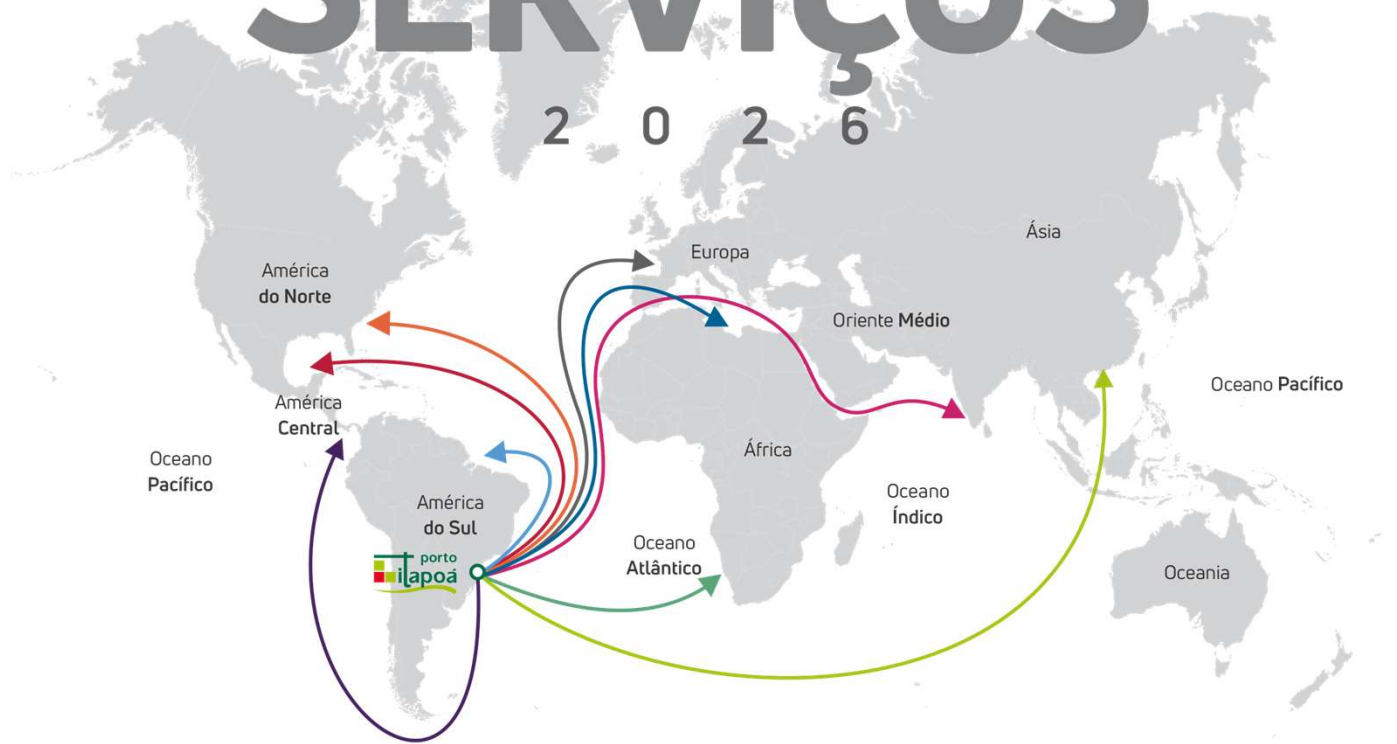 SERVIÇOS
2026
Ásia
Europa
América
do Norte
Oriente Médio
Oceano Pacífico
América
Central
África
Oceano
Pacífico
Oceano
Índico
América
do Sul
Oceano
Atlântico
porto
itapoá
Oceania